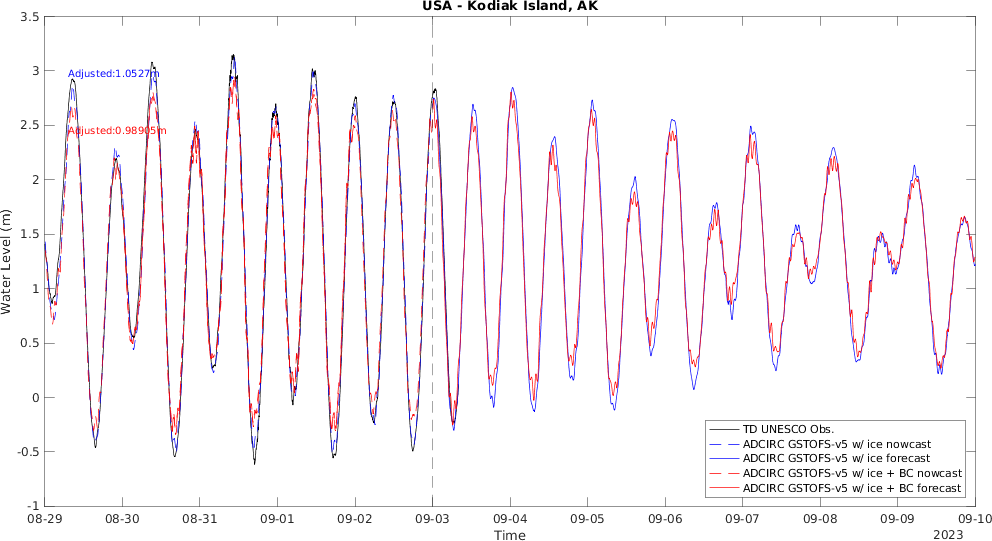 USA - Kodiak Island, AK
3.5
3
2.5
2
1.5
1
0.5
0
-0.5
-1
Water Level (m)
Adjusted:1.0527m
Adjusted:0.98905m
TD UNESCO Obs.
ADCIRC GSTOFS-v5 w/ ice nowcast
ADCIRC GSTOFS-v5 w/ ice forecast
ADCIRC GSTOFS-v5 w/ ice + BC nowcast
ADCIRC GSTOFS-v5 w/ ice + BC forecast
08-29 08-30 08-31 09-01 09-02 09-03 09-04 09-05 09-06 09-07 09-08 09-09 09-10
Time
2023